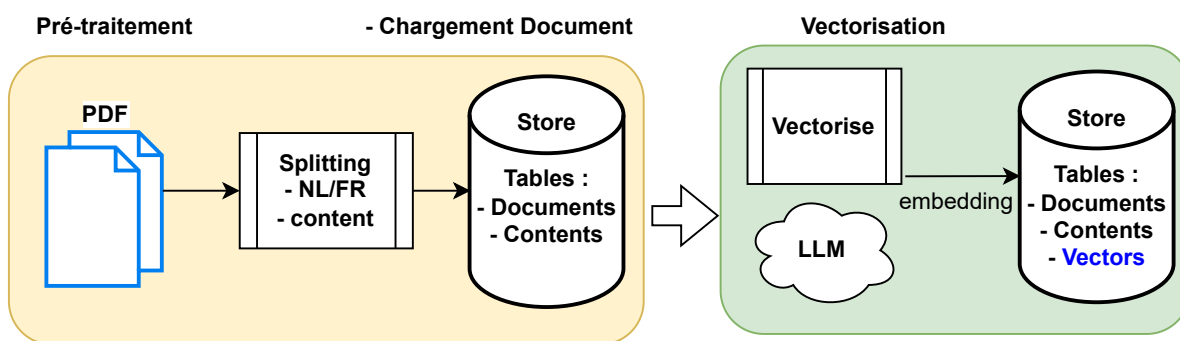 Pré-traitement
- Chargement Document
Vectorisation
PDF
Splitting
- NL/FR
- content
Store
Tables :
- Documents
- Contents
Vectorise
LLM
embedding
Store
Tables :
- Documents
- Contents
- Vectors